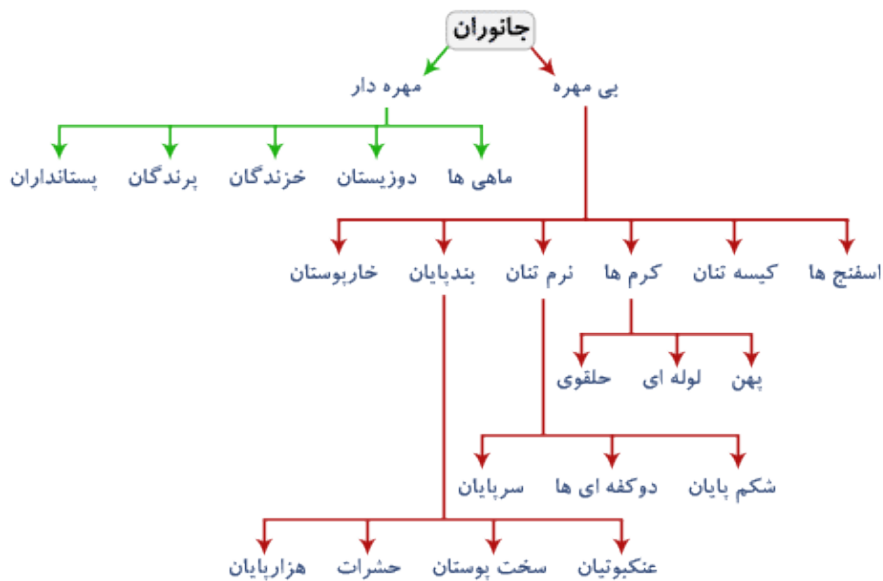 جانوران
بی مهره
مهره دار
ماهی ها
دوزیستان
خزندگان
پرندگان
پستانداران
اسفنج ها
کیسه تنان
کرم ها
نرم تنان
بندپایان
خارپوستان
پهن
لوله ای
حلقوی
شکم پایان
دوکفه ای ها
سرپایان
عنکبوتیان
سخت پوستان
حشرات
هزارپایان